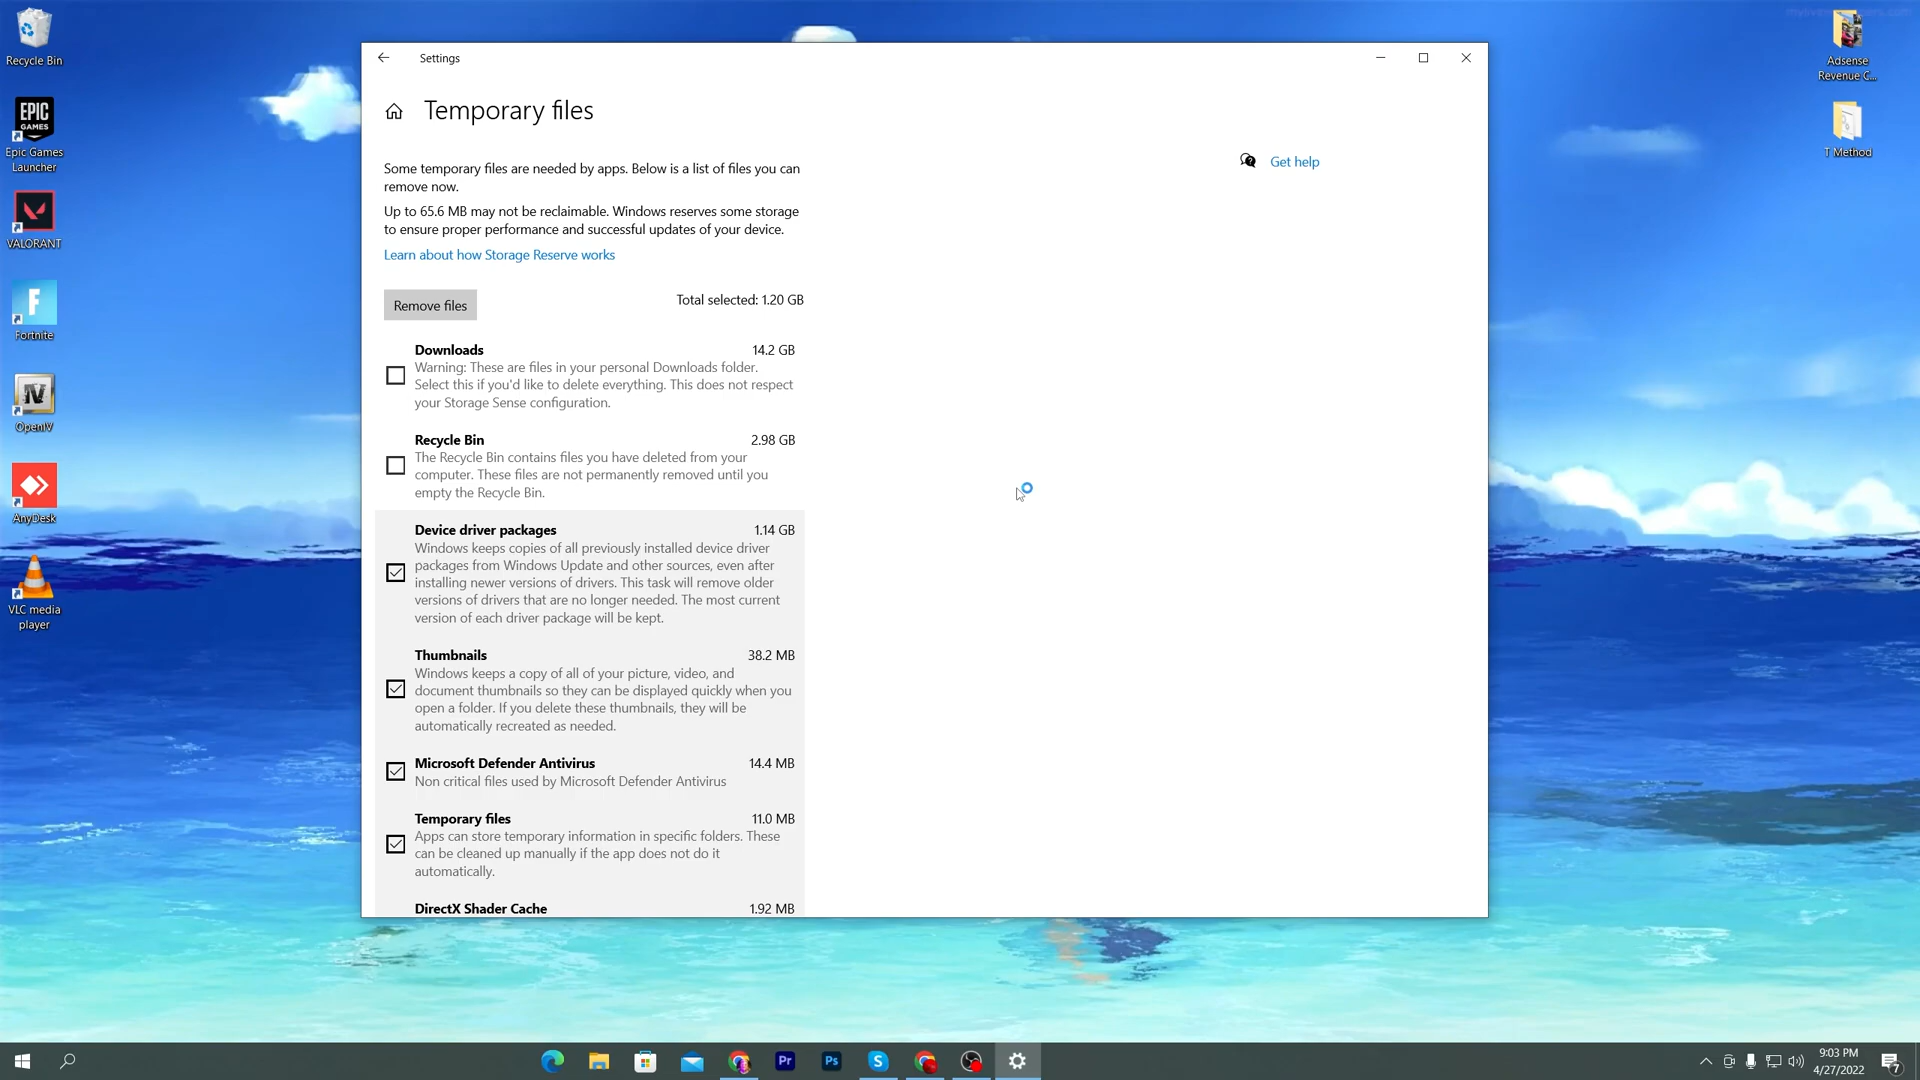 Recycle Bin
EPIC
GAMES
Epic Games
Launcher
VALORANT
Fortnite
OpenIV
AnyDesk
VLC media
player
Settings
Temporary files
Some temporary files are needed by apps. Below is a list of files you can
remove now.
Up to 65.6 MB may not be reclaimable. Windows reserves some storage
to ensure proper performance and successful updates of your device.
Learn about how Storage Reserve works
Get help
Remove files
Total selected: 1.20 GB
Downloads 14.2 GB
Warning: These are files in your personal Downloads folder.
Select this if you'd like to delete everything. This does not respect
your Storage Sense configuration.
Recycle Bin 2.98 GB
The Recycle Bin contains files you have deleted from your
computer. These files are not permanently removed until you
empty the Recycle Bin.
Device driver packages 1.14 GB
Windows keeps copies of all previously installed device driver
packages from Windows Update and other sources, even after
installing newer versions of drivers. This task will remove older
versions of drivers that are no longer needed. The most current
version of each driver package will be kept.
Thumbnails 38.2 MB
Windows keeps a copy of all of your picture, video, and
document thumbnails so they can be displayed quickly when you
open a folder. If you delete these thumbnails, they will be
automatically recreated as needed.
Microsoft Defender Antivirus 14.4 MB
Non critical files used by Microsoft Defender Antivirus
Temporary files 11.0 MB
Apps can store temporary information in specific folders. These
can be cleaned up manually if the app does not do it
automatically.
DirectX Shader Cache 1.92 MB
Adsense
Revenue C...
T Method
Pr
Ps
S
9:03 PM
4/27/2022
7